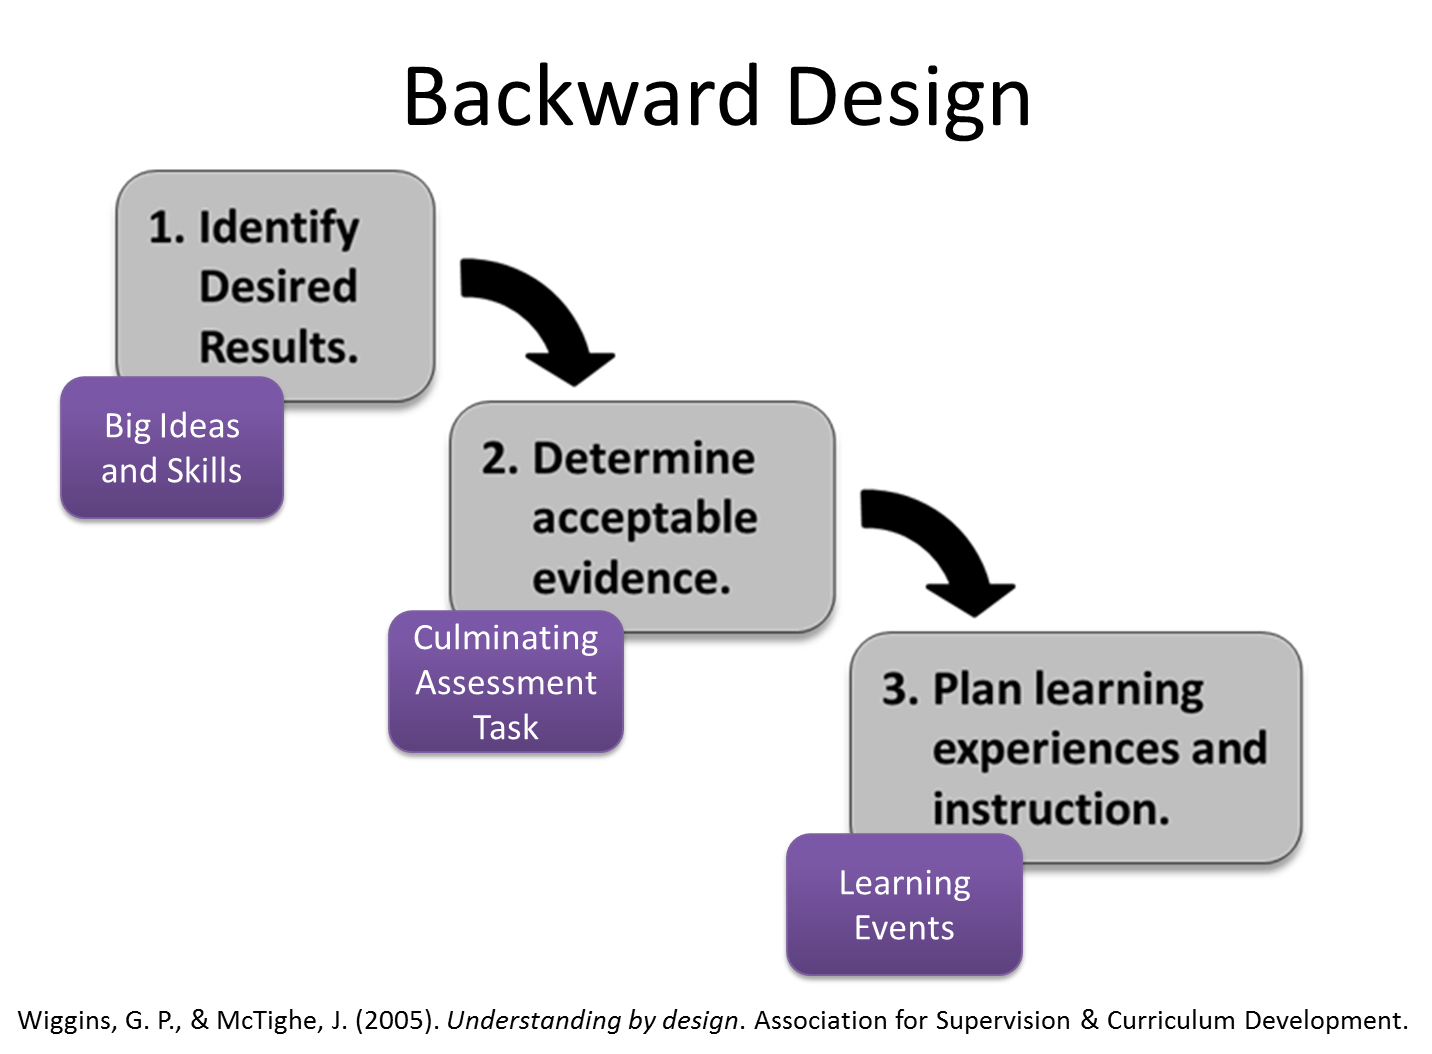 Backward Design
1. Identify
Desired
Results.
Big Ideas
and Skills
2. Determine
acceptable
evidence.
Culminating
Assessment
Task
3. Plan learning
experiences and
instruction.
Learning
Events
Wiggins, G. P., & McTighe, J. (2005). Understanding by design. Association for Supervision & Curriculum Development.